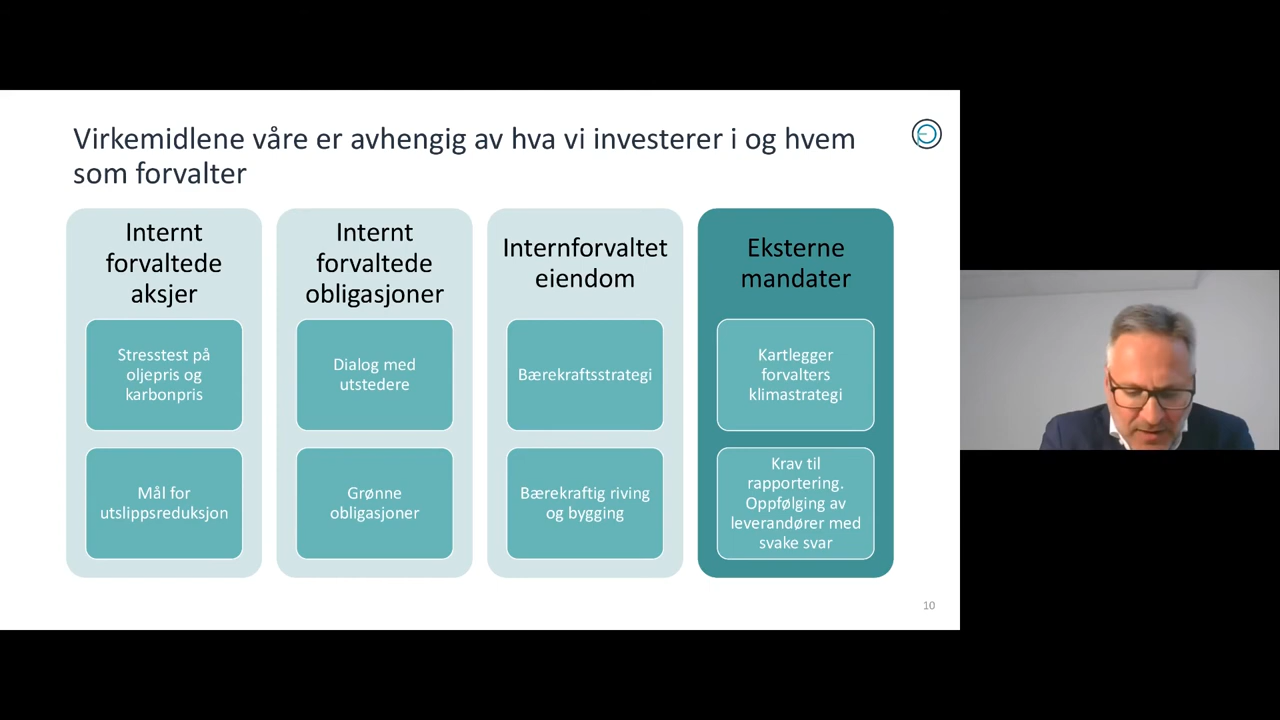 Virkemidlene våre er avhengig av hva vi investerer i og hvem
som forvalter
Internt
forvaltede
aksjer
Stresstest på
oljepris og
karbonpris
Mål for
utslippsreduksjon
Internt
forvaltede
obligasjoner
Dialog med
utstedere
Grønne
obligasjoner
Internforvaltet
eiendom
Bærekraftsstrategi
Bærekraftig riving
og bygging
Eksterne
mandater
Kartlegger
forvalters
klimastrategi
Krav til
rapportering.
Oppfølging av
leverandører med
svake svar
10